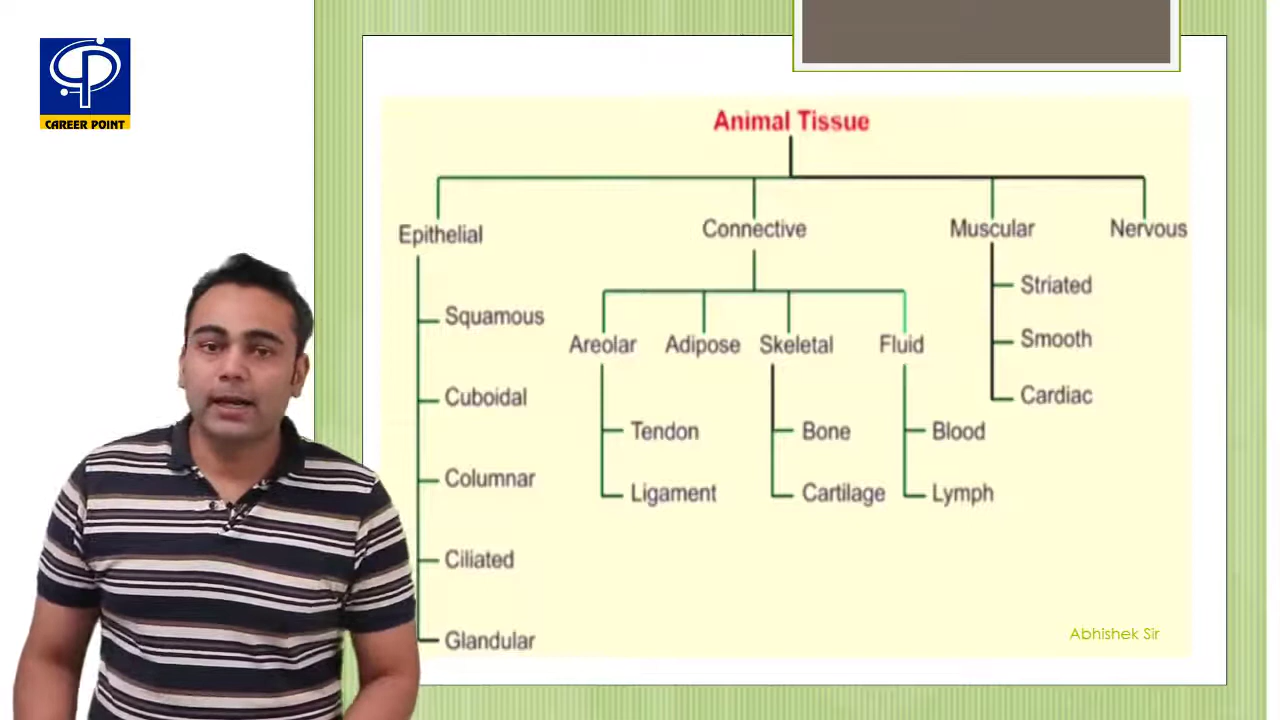 CAREER POINT
Animal Tissue
Epithelial
Connective
Muscular
Nervous
Squamous
Cuboidal
Columnar
Ciliated
Glandular
Areolar
Adipose
Skeletal
Fluid
Tendon
Ligament
Bone
Cartilage
Blood
Lymph
Striated
Smooth
Cardiac
Abhishek Sir